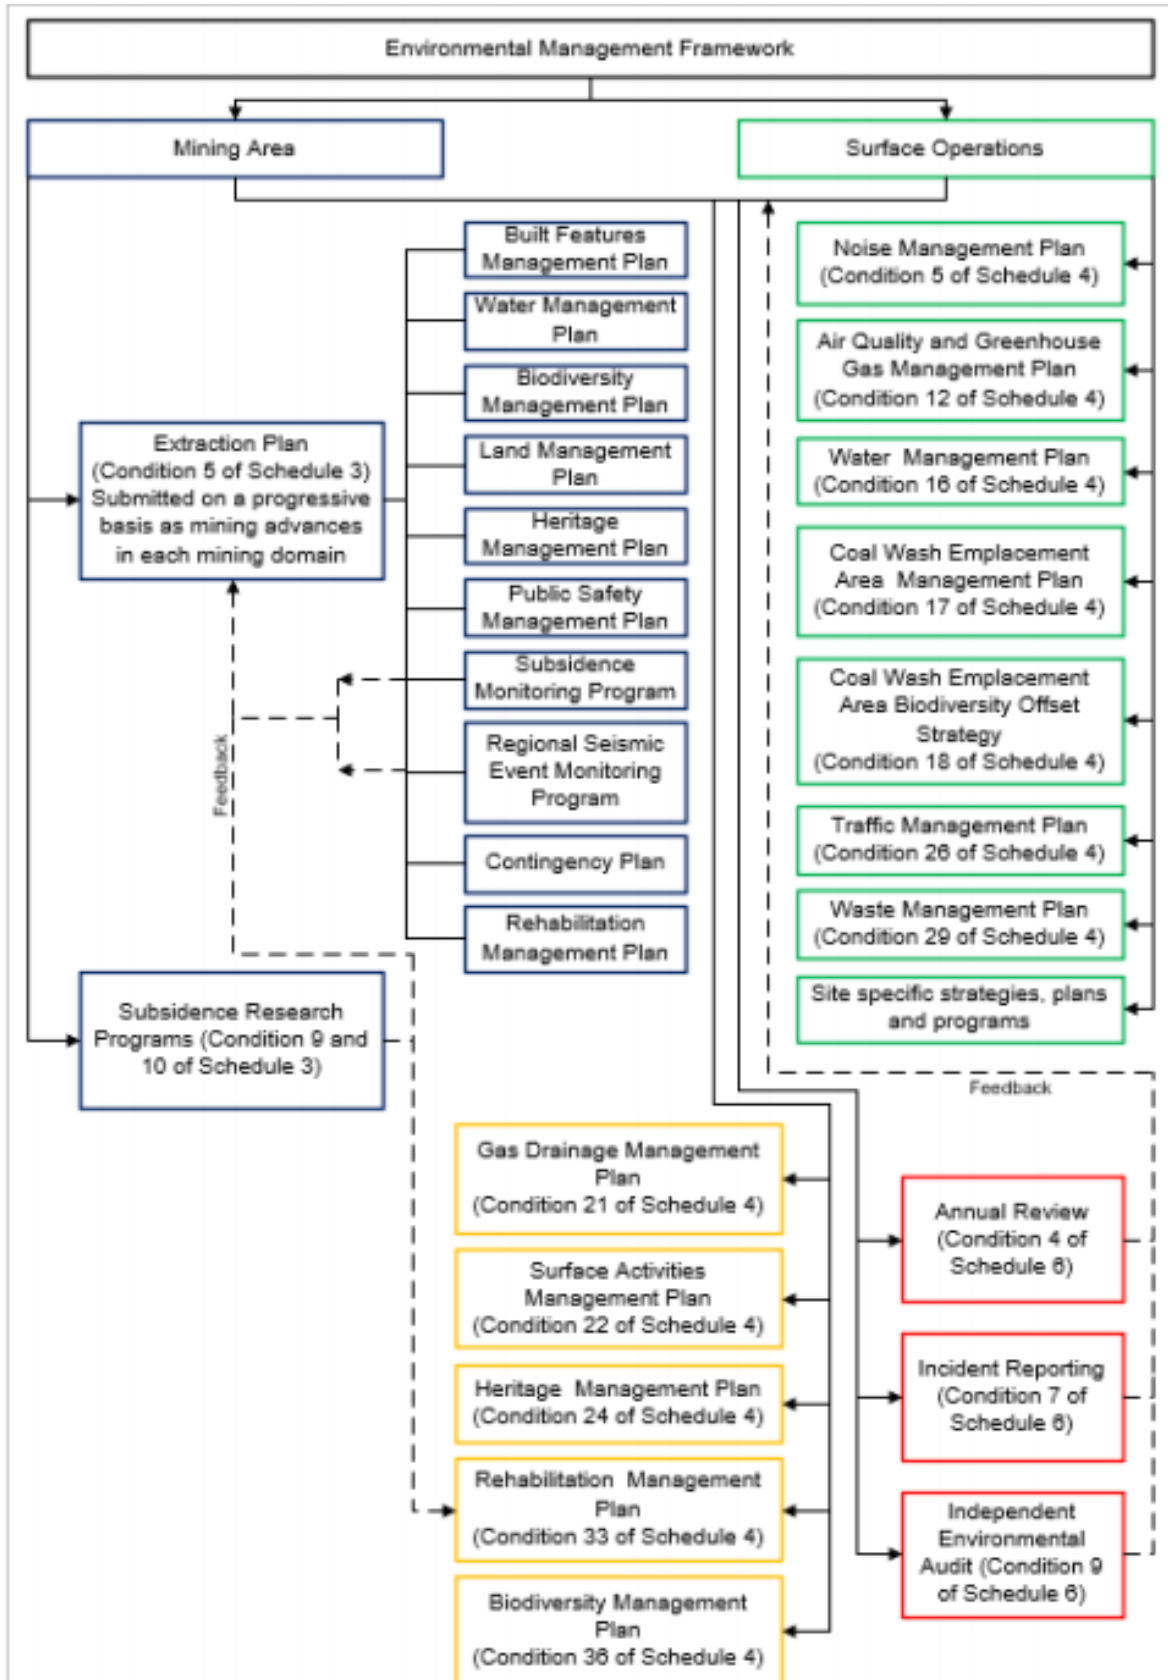 Environmental Management Framework
Mining Area
Surface Operations
Built Features
Management Plan
Water Management
Plan
Biodiversity
Management Plan
Land Management
Plan
Heritage
Management Plan
Public Safety
Management Plan
Subsidence
Monitoring Program
Regional Seismic
Event Monitoring
Program
Contingency Plan
Rehabilitation
Management Plan
Extraction Plan
(Condition 5 of Schedule 3)
Submitted on a progressive
basis as mining advances
in each mining domain
Feedback
Subsidence Research
Programs (Condition 9 and
10 of Schedule 3)
Noise Management Plan
(Condition 5 of Schedule 4)
Air Quality and Greenhouse
Gas Management Plan
(Condition 12 of Schedule 4)
Water Management Plan
(Condition 16 of Schedule 4)
Coal Wash Emplacement
Area Management Plan
(Condition 17 of Schedule 4)
Coal Wash Emplacement
Area Biodiversity Offset
Strategy
(Condition 18 of Schedule 4)
Traffic Management Plan
(Condition 26 of Schedule 4)
Waste Management Plan
(Condition 29 of Schedule 4)
Site specific strategies, plans
and programs
Feedback
Gas Drainage Management
Plan
(Condition 21 of Schedule 4)
Surface Activities
Management Plan
(Condition 22 of Schedule 4)
Heritage Management Plan
(Condition 24 of Schedule 4)
Rehabilitation Management
Plan
(Condition 33 of Schedule 4)
Biodiversity Management
Plan
(Condition 36 of Schedule 4)
Annual Review
(Condition 4 of
Schedule 6)
Incident Reporting
(Condition 7 of
Schedule 6)
Independent
Environmental
Audit (Condition 9
of Schedule 6)